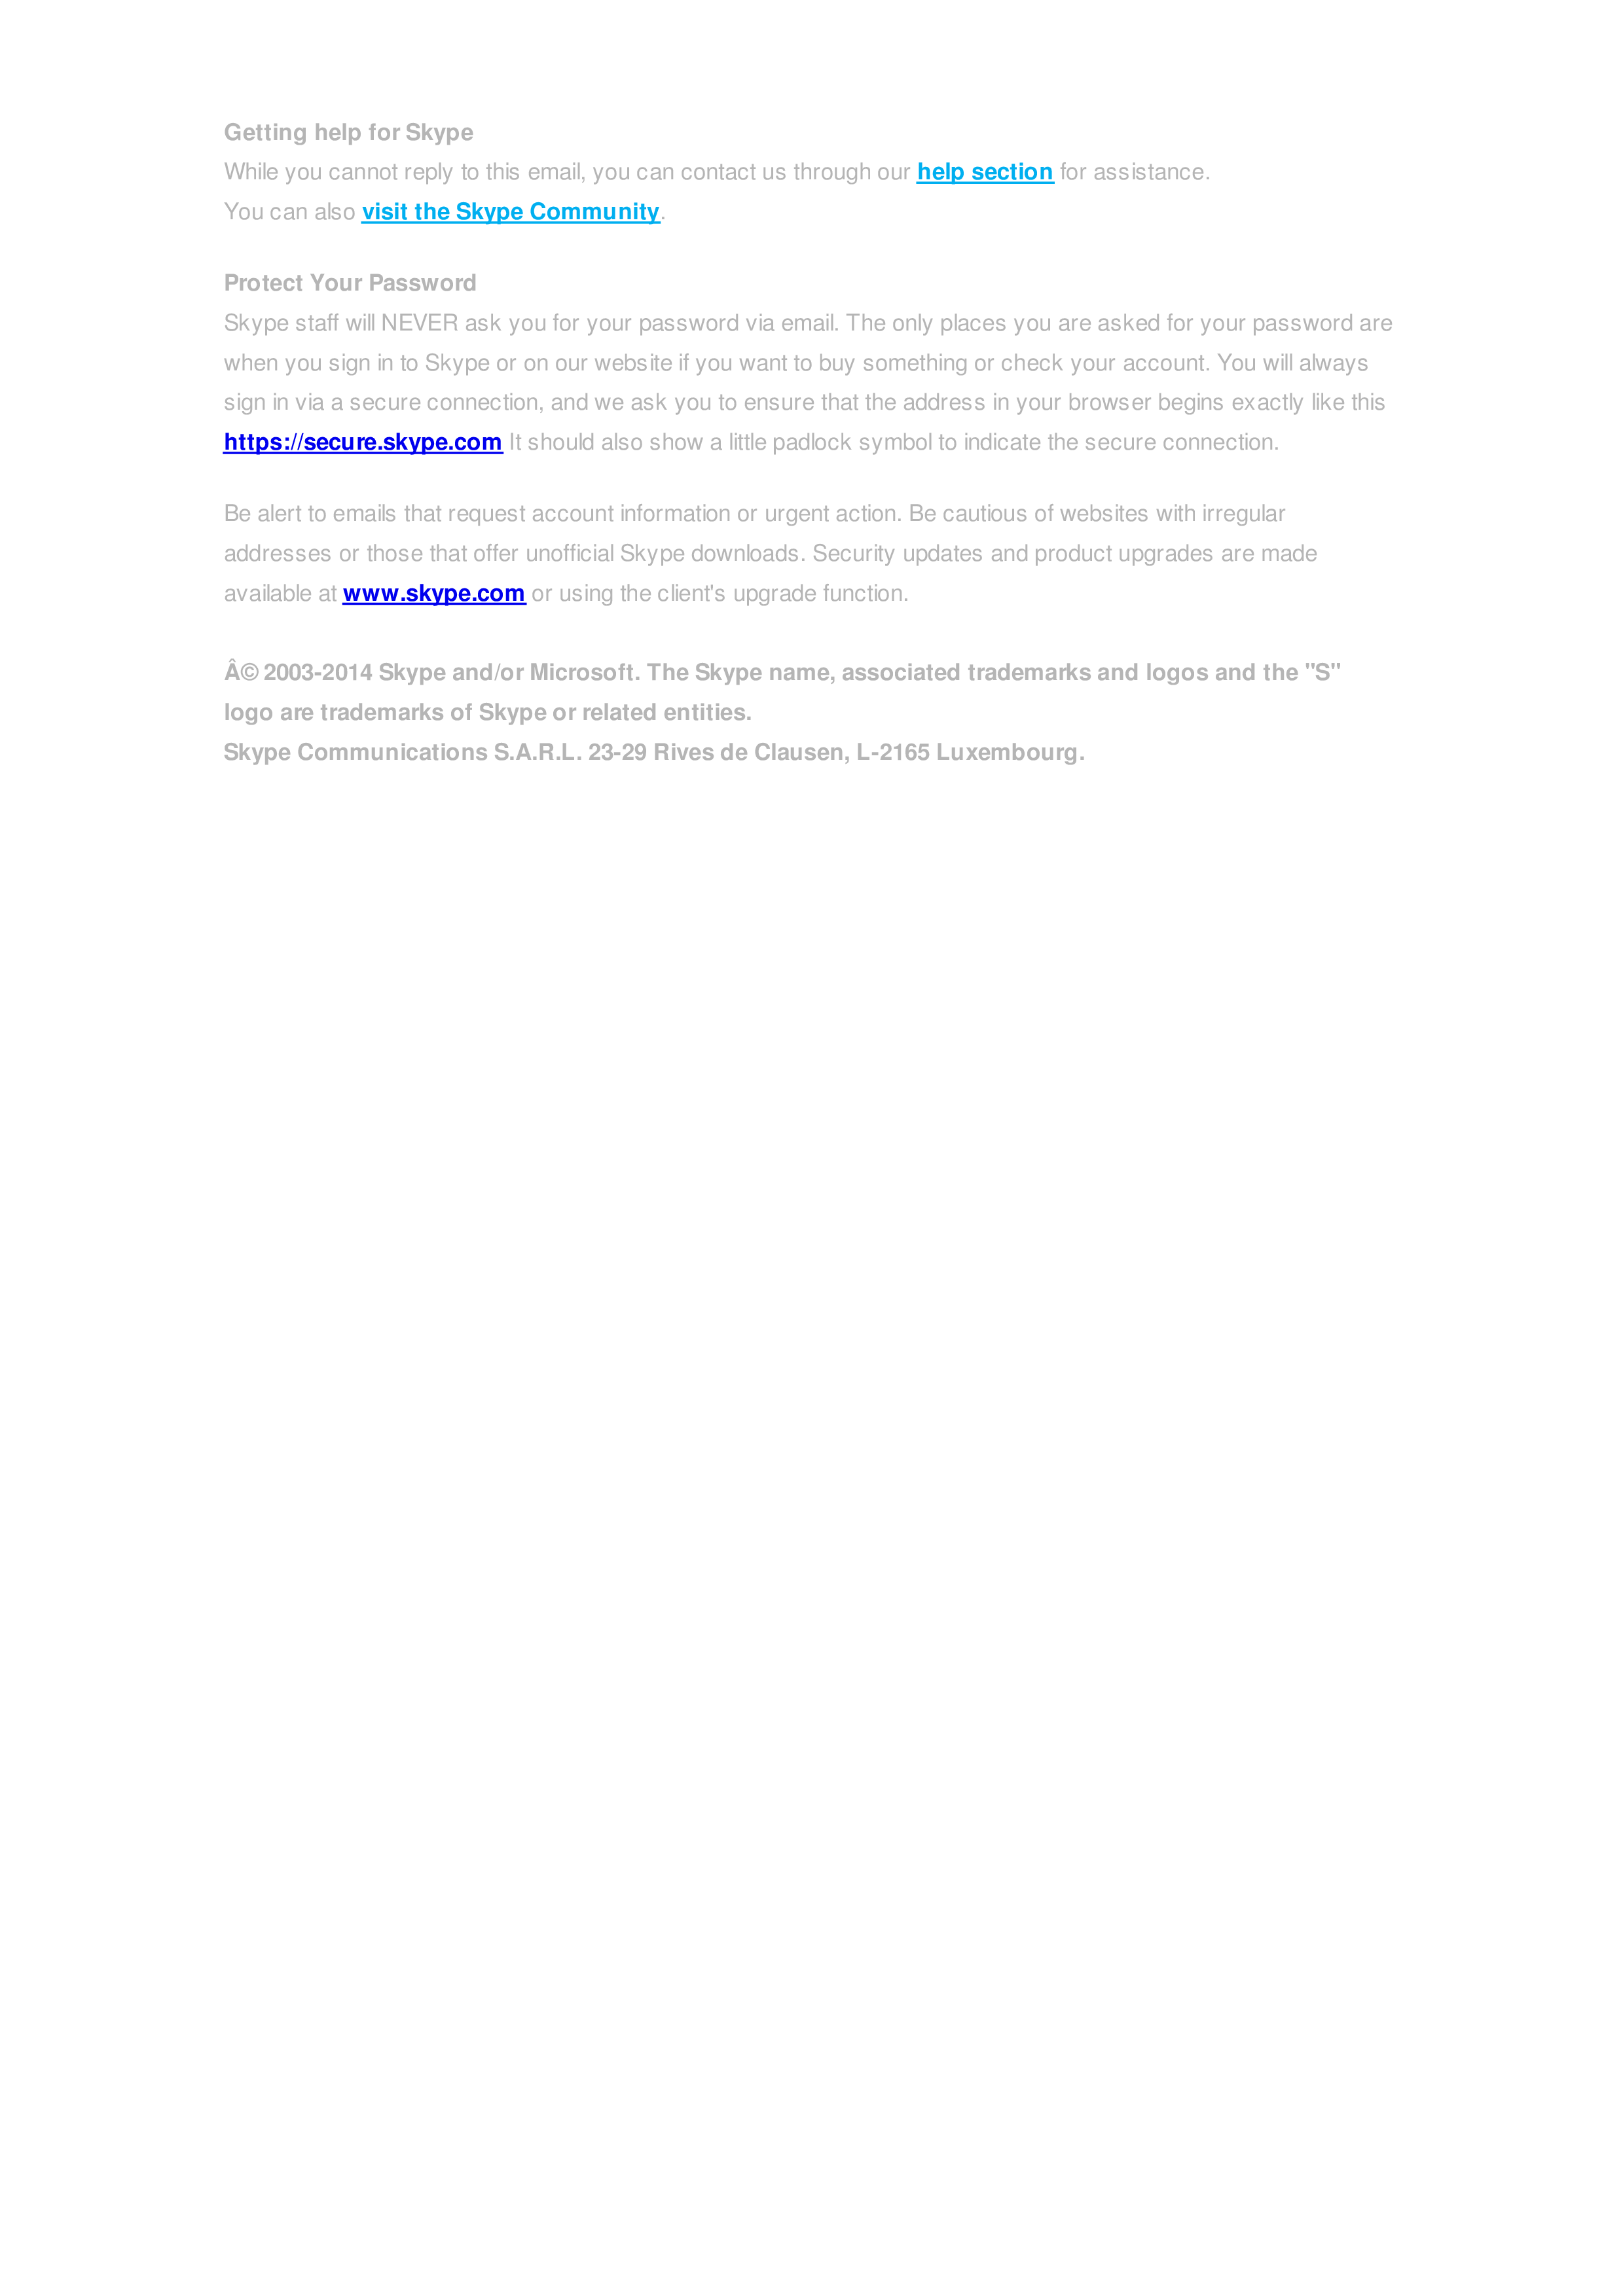 Getting help for Skype
While you cannot reply to this email, you can contact us through our help section for assistance.
You can also visit the Skype Community.
Protect Your Password
Skype staff will NEVER ask you for your password via email. The only places you are asked for your password are
when you sign in to Skype or on our website if you want to buy something or check your account. You will always
sign in via a secure connection, and we ask you to ensure that the address in your browser begins exactly like this
https://secure.skype.com It should also show a little padlock symbol to indicate the secure connection.
Be alert to emails that request account information or urgent action. Be cautious of websites with irregular
addresses or those that offer unofficial Skype downloads. Security updates and product upgrades are made
available at www.skype.com or using the client's upgrade function.
Â© 2003-2014 Skype and/or Microsoft. The Skype name, associated trademarks and logos and the "S"
logo are trademarks of Skype or related entities.
Skype Communications S.A.R.L. 23-29 Rives de Clausen, L-2165 Luxembourg.